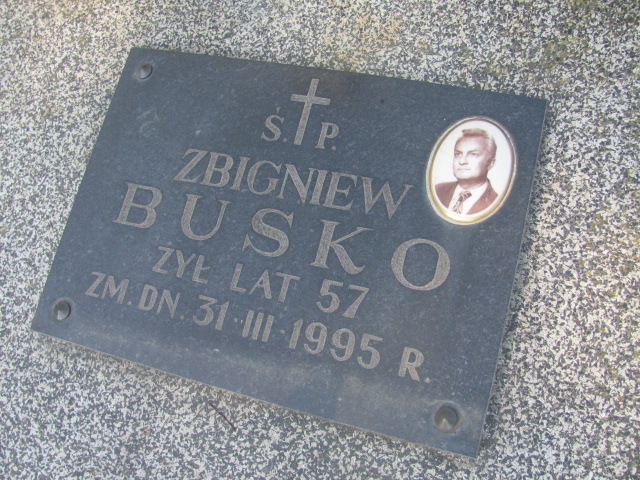 Ś. P.
ZBIGNIEW
BUSKO
ŻYŁ LAT 57
ZM. DN. 31·III·1995 R.